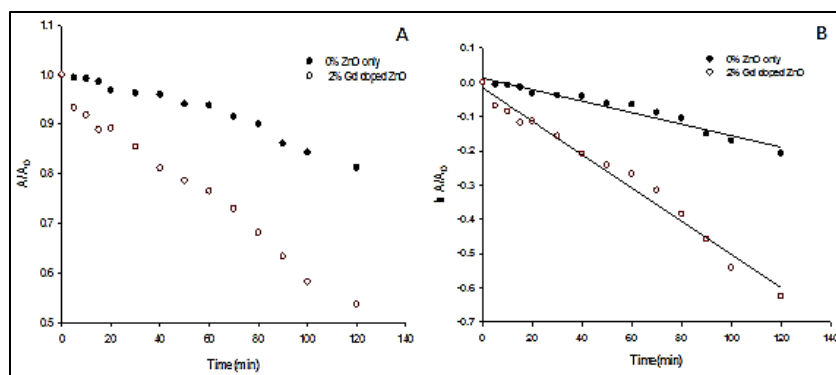 A
0% ZnO only
2% Gd doped ZnO
1.1
1.0
0.9
0.8
0.7
0.6
0.5
A/A₀
0 20 40 60 80 100 120 140
Time(min)
B
0% ZnO only
2% Gd doped ZnO
0.1
0.0
-0.1
-0.2
-0.3
-0.4
-0.5
-0.6
-0.7
ln A/A₀
0 20 40 60 80 100 120 140
Time(min)